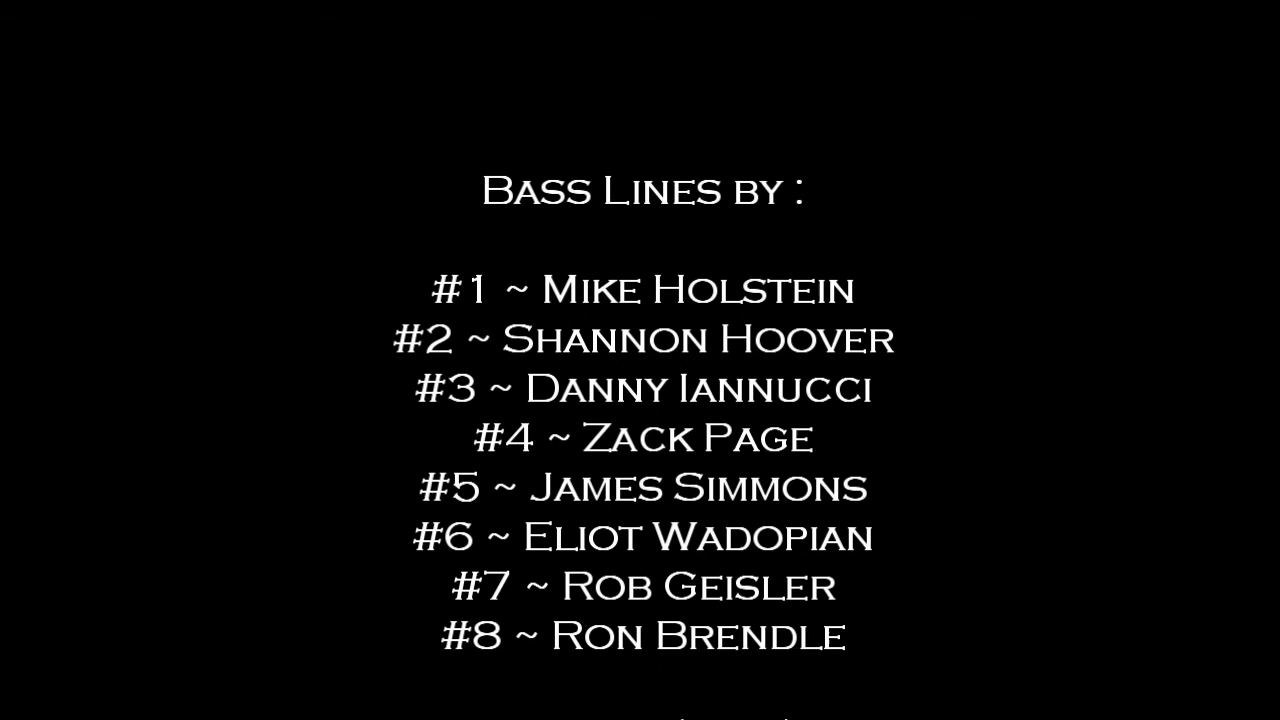 Bass Lines by :
#1 ~ Mike Holstein
#2 ~ Shannon Hoover
#3 ~ Danny Iannucci
#4 ~ Zack Page
#5 ~ James Simmons
#6 ~ Eliot Wadopian
#7 ~ Rob Geisler
#8 ~ Ron Brendle